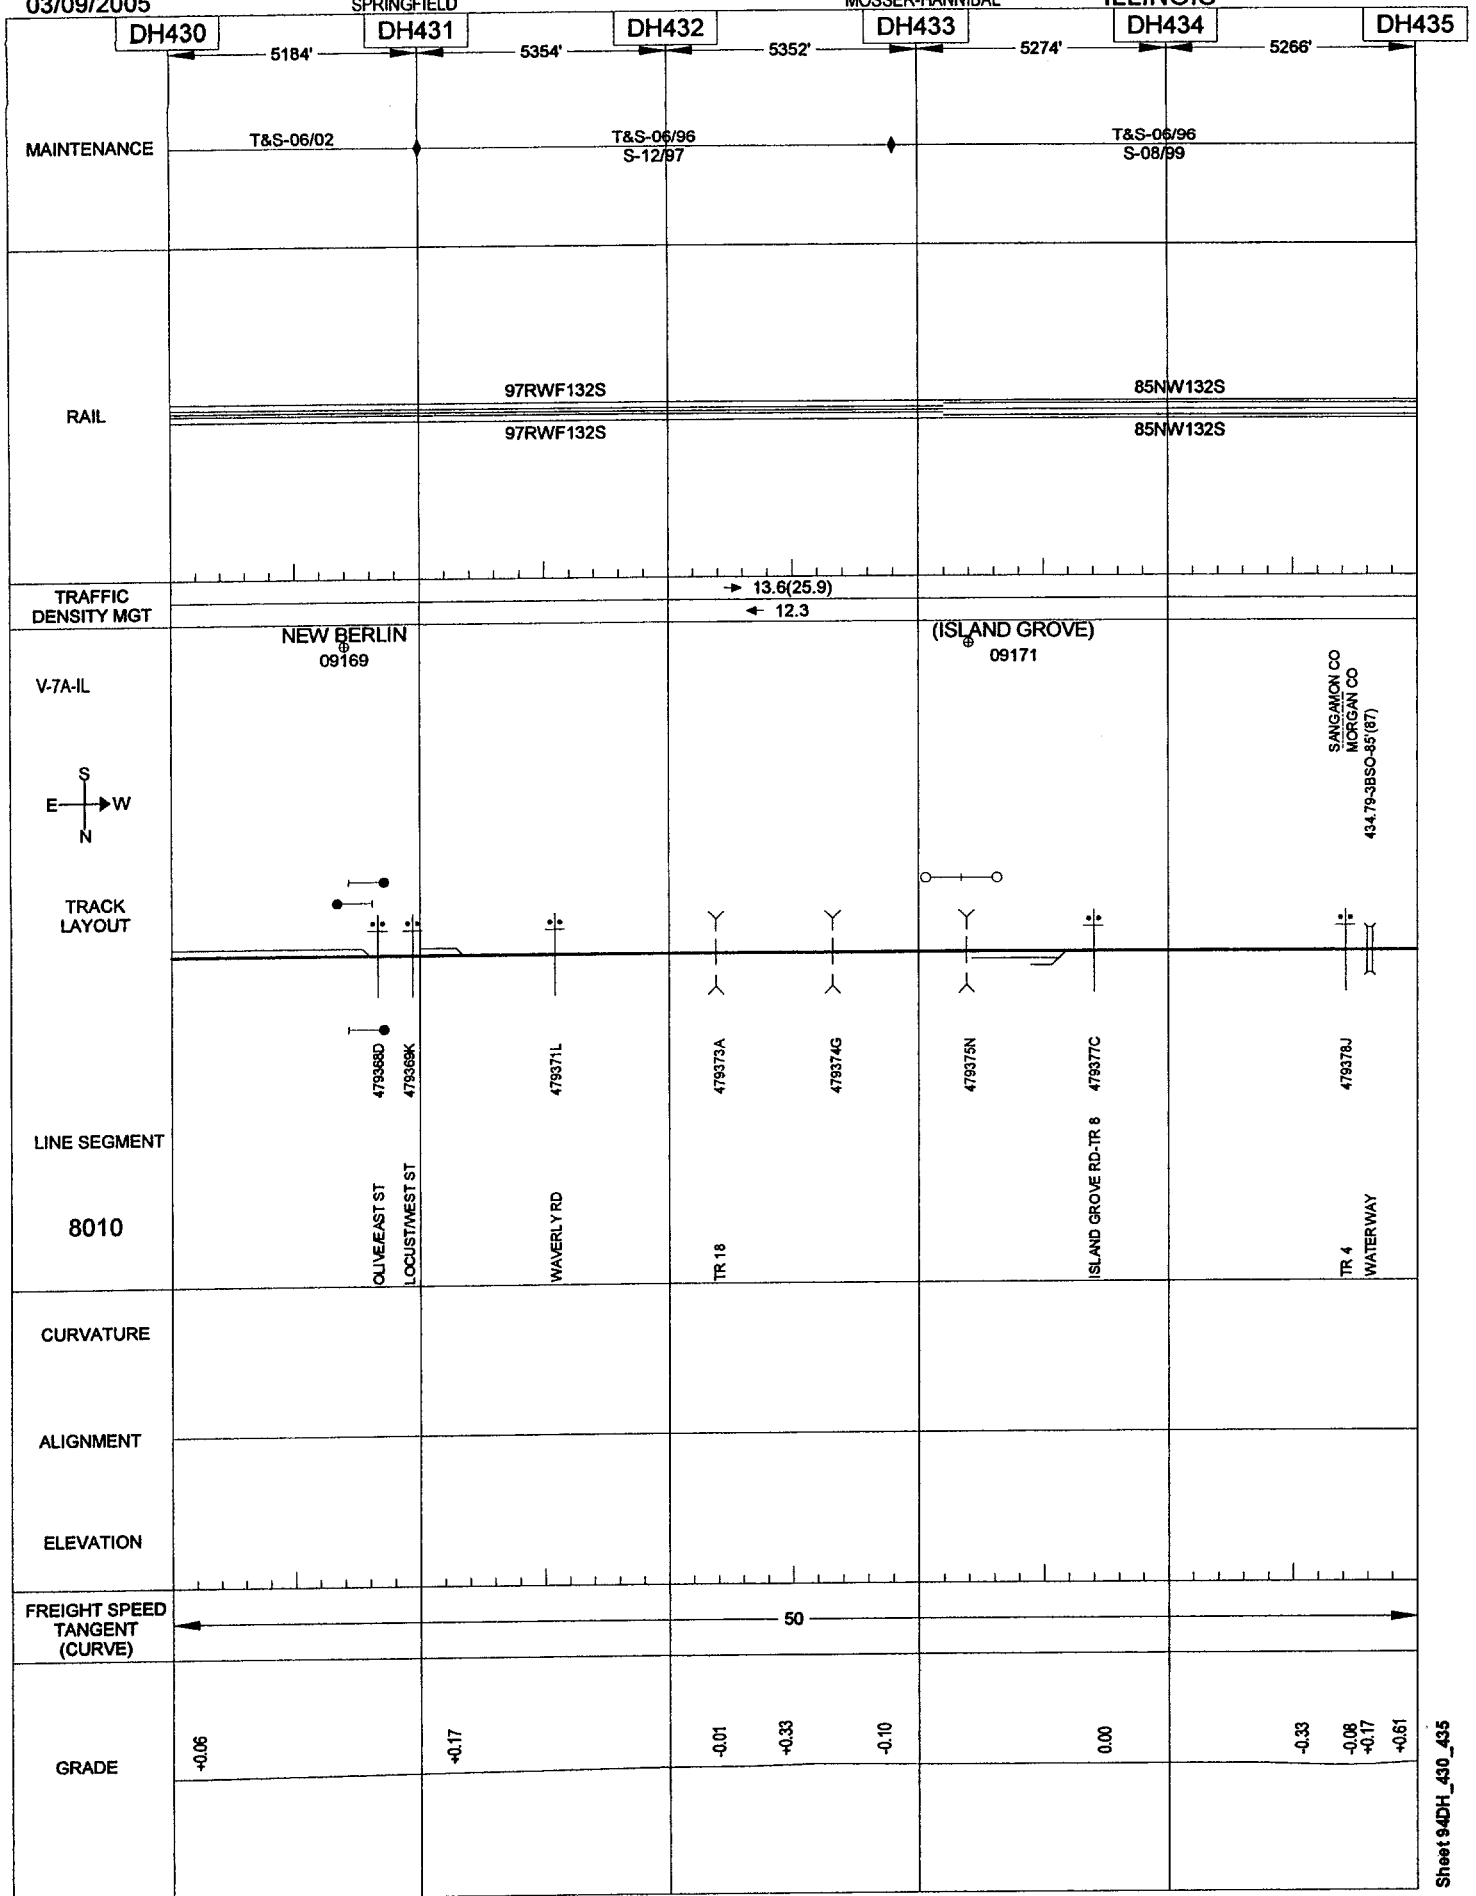 03/09/2005 SPRINGFIELD MOSSER-HANNIBAL ILLINOIS
DH430 DH431 DH432 DH433 DH434 DH435
5184' 5354' 5352' 5274' 5266'
MAINTENANCE
T&S-06/02
T&S-06/96
S-12/97
T&S-06/96
S-08/99
RAIL
97RWF132S
97RWF132S
85NW132S
85NW132S
TRAFFIC
DENSITY MGT
13.6(25.9)
12.3
NEW BERLIN
09169
(ISLAND GROVE)
09171
V-7A-IL
SANGAMON CO
MORGAN CO
434.79-3BSO-85'(87)
S
E W
N
TRACK
LAYOUT
479368D
479369K
479371L
479373A
479374G
479375N
479377C
479378J
LINE SEGMENT
8010
OLIVE/EAST ST
LOCUST/WEST ST
WAVERLY RD
TR 18
ISLAND GROVE RD-TR 8
TR 4
WATERWAY
CURVATURE
ALIGNMENT
ELEVATION
FREIGHT SPEED
TANGENT
(CURVE)
50
GRADE
+0.06
+0.17
-0.01
+0.33
-0.10
0.00
-0.33
-0.08
+0.17
+0.61
Sheet 94DH_430_435